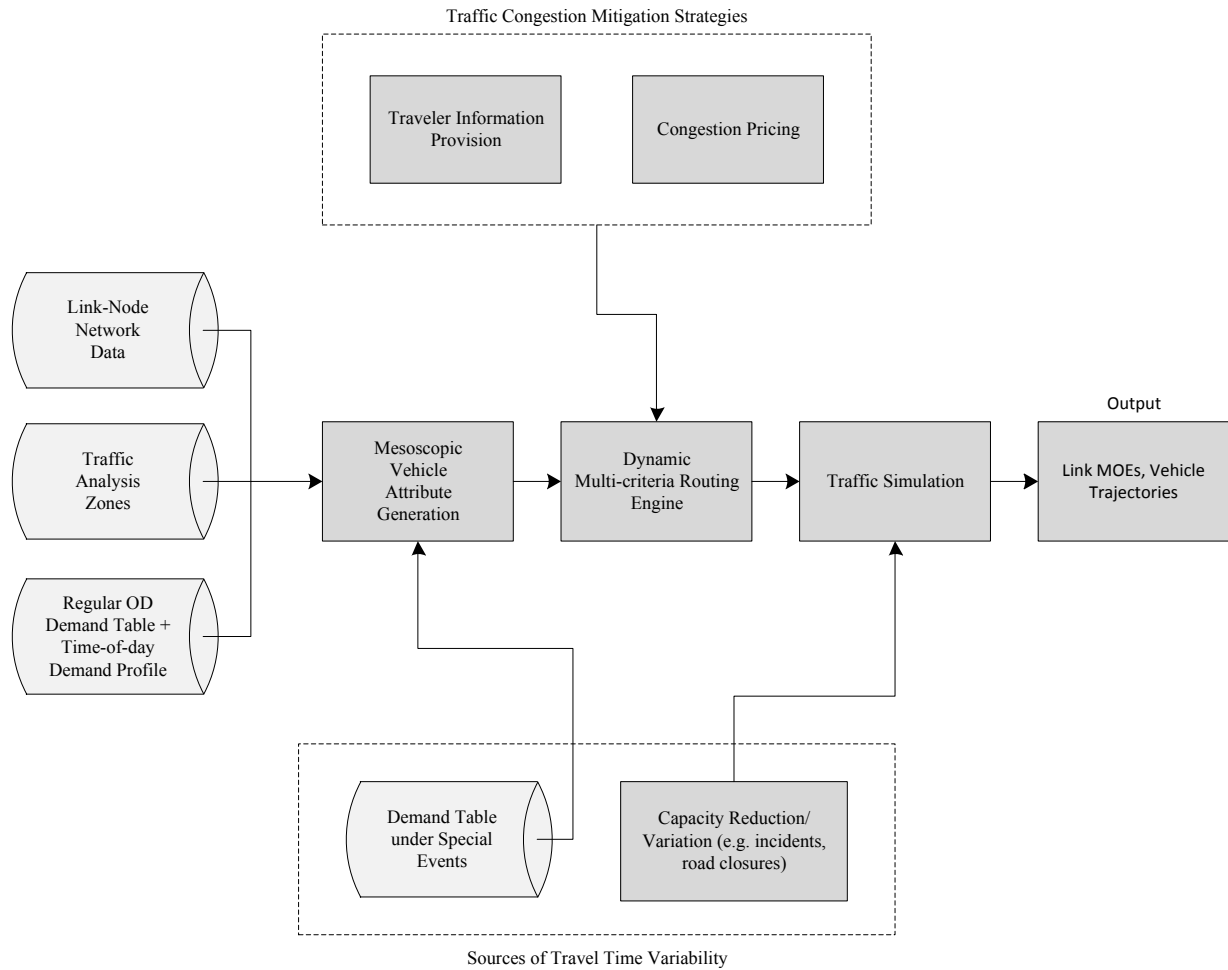 Traffic Congestion Mitigation Strategies
Traveler Information
Provision
Congestion Pricing
Link-Node
Network
Data
Traffic
Analysis
Zones
Regular OD
Demand Table +
Time-of-day
Demand Profile
Mesoscopic
Vehicle
Attribute
Generation
Dynamic
Multi-criteria Routing
Engine
Traffic Simulation
Output
Link MOEs, Vehicle
Trajectories
Demand Table
under Special
Events
Capacity Reduction/
Variation (e.g. incidents,
road closures)
Sources of Travel Time Variability